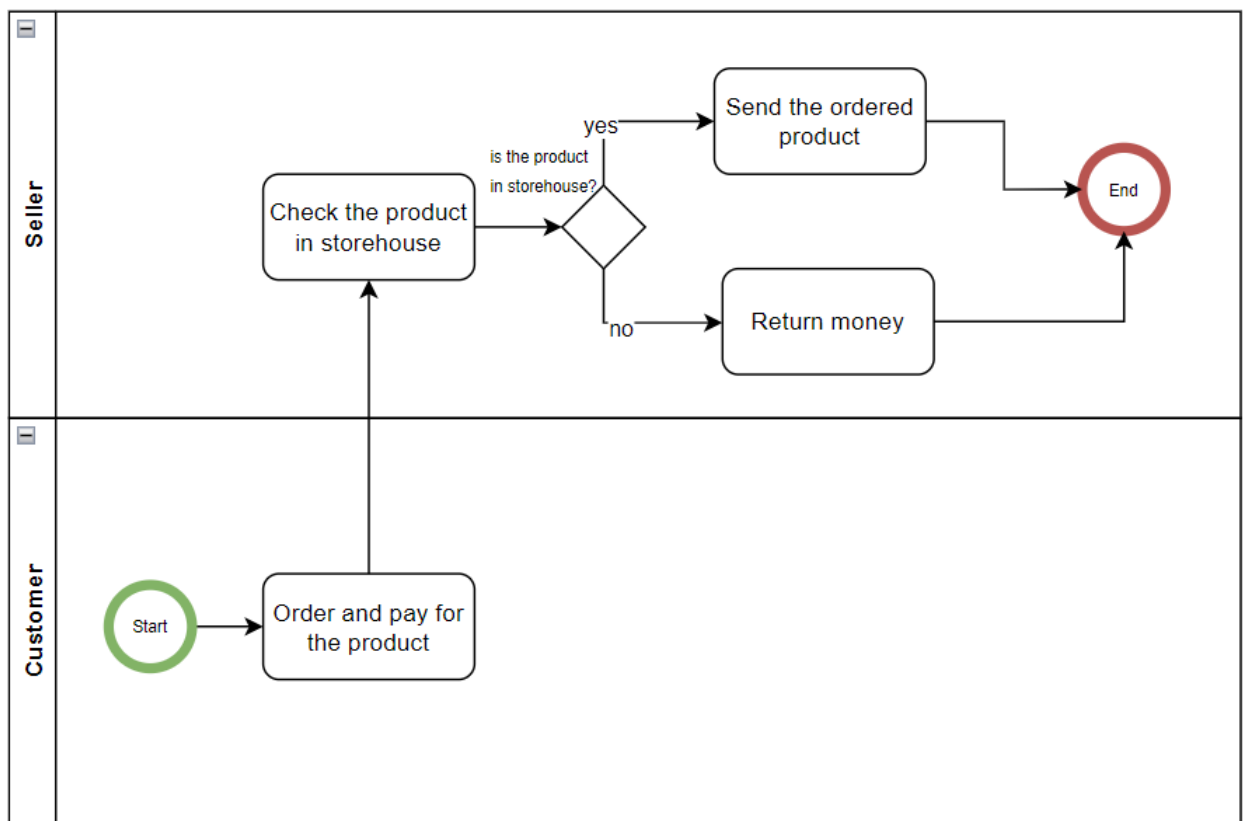 Seller
Check the product
in storehouse
is the product
in storehouse?
yes
no
Send the ordered
product
Return money
End
Customer
Start
Order and pay for
the product